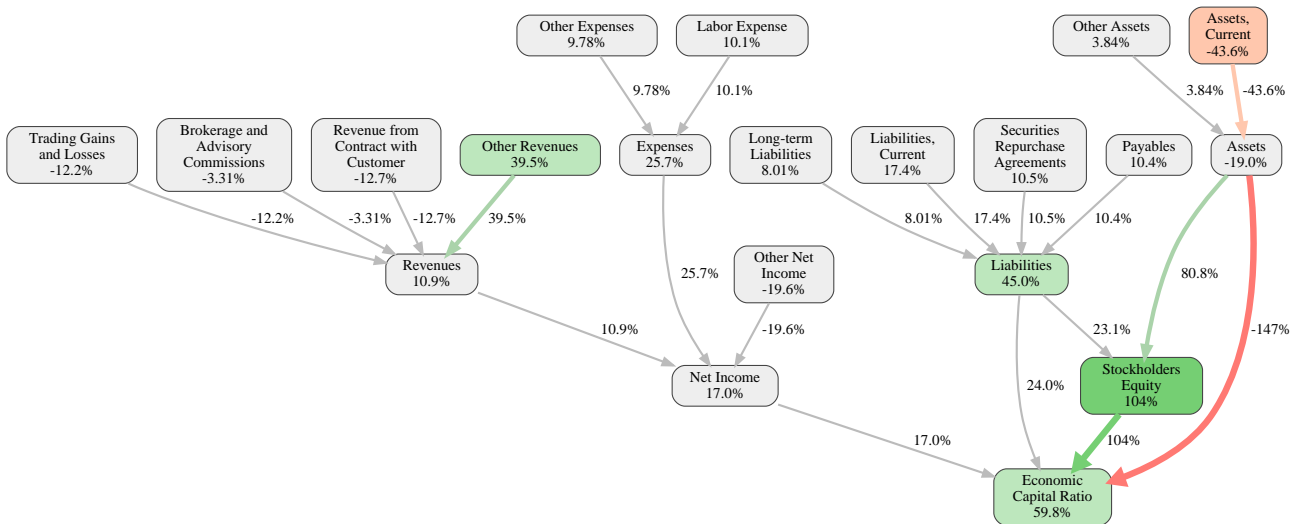 Other Expenses
9.78%
Labor Expense
10.1%
Other Assets
3.84%
Assets,
Current
-43.6%
9.78%
10.1%
3.84%
-43.6%
Trading Gains
and Losses
-12.2%
Brokerage and
Advisory
Commissions
-3.31%
Revenue from
Contract with
Customer
-12.7%
Other Revenues
39.5%
Expenses
25.7%
Long-term
Liabilities
8.01%
Liabilities,
Current
17.4%
Securities
Repurchase
Agreements
10.5%
Payables
10.4%
Assets
-19.0%
-12.2%
-3.31%
-12.7%
39.5%
8.01%
17.4%
10.5%
10.4%
Revenues
10.9%
25.7%
Other Net
Income
-19.6%
Liabilities
45.0%
80.8%
10.9%
-19.6%
23.1%
-147%
Net Income
17.0%
24.0%
Stockholders
Equity
104%
17.0%
104%
Economic
Capital Ratio
59.8%